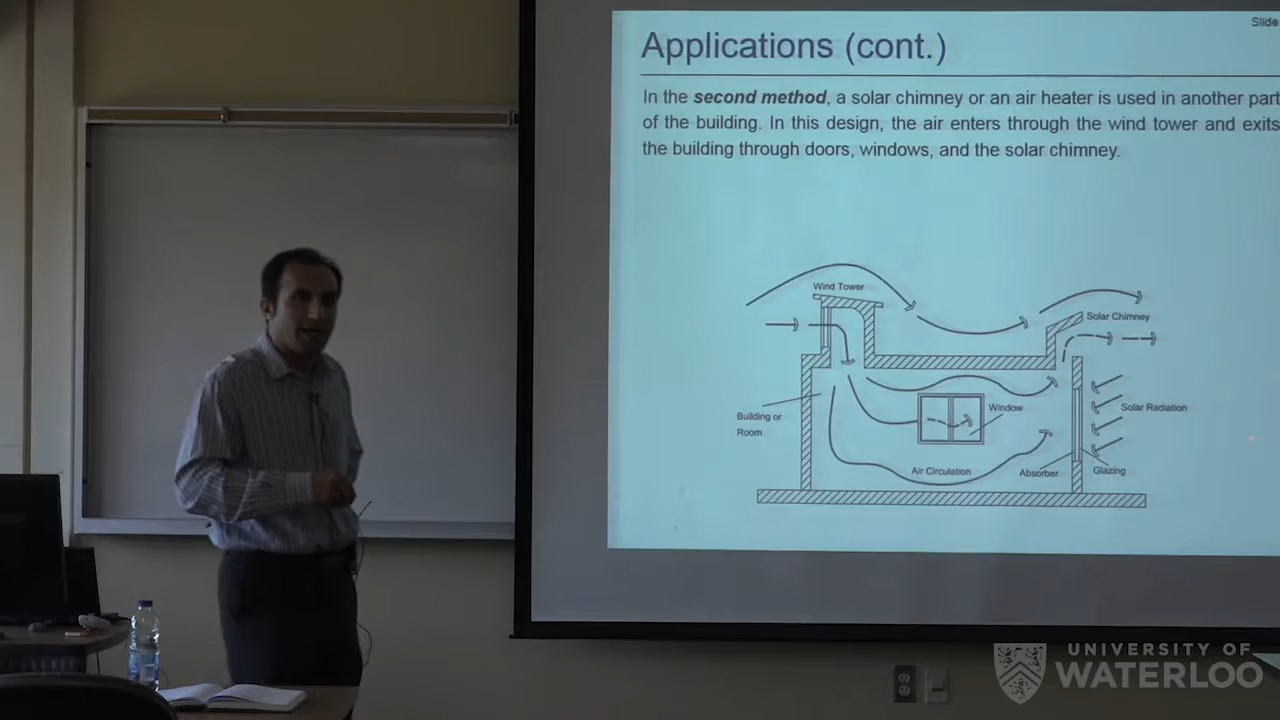 Slide
Applications (cont.)
In the second method, a solar chimney or an air heater is used in another part
of the building. In this design, the air enters through the wind tower and exits
the building through doors, windows, and the solar chimney.
Wind Tower
Solar Chimney
Building or
Room
Window
Solar Radiation
Air Circulation
Absorber
Glazing
UNIVERSITY OF
WATERLOO